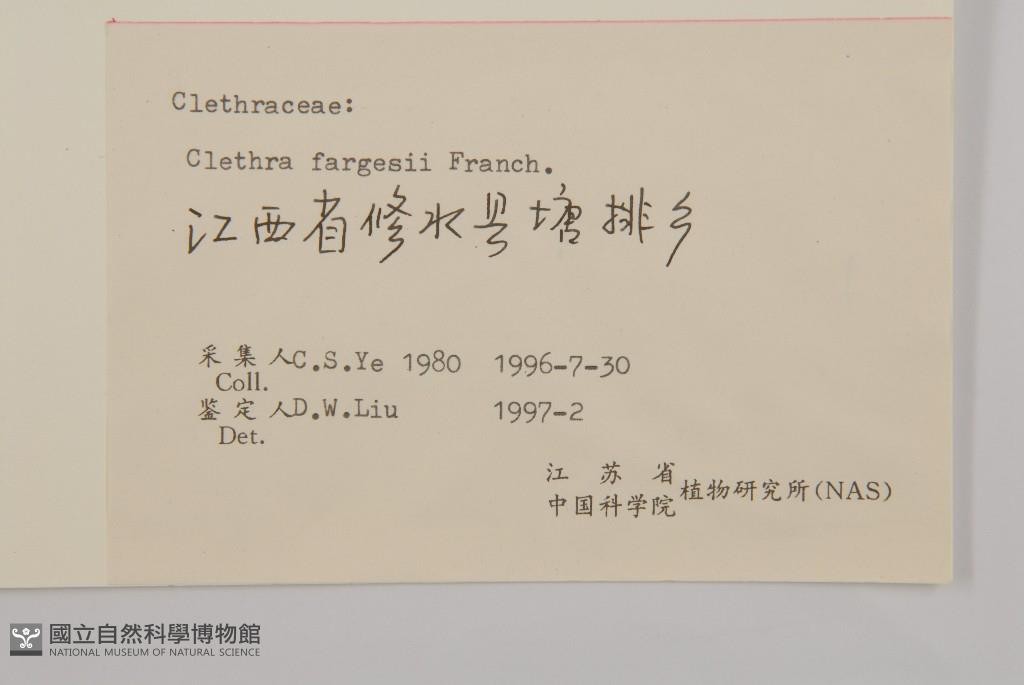 Clethraceae:
Clethra fargesii Franch.
江西省修水县塘排乡
采集人C.S.Ye 1980 1996-7-30
Coll.
鉴定人D.W.Liu 1997-2
Det.
江苏省
中国科学院植物研究所(NAS)
國立自然科學博物館
NATIONAL MUSEUM OF NATURAL SCIENCE